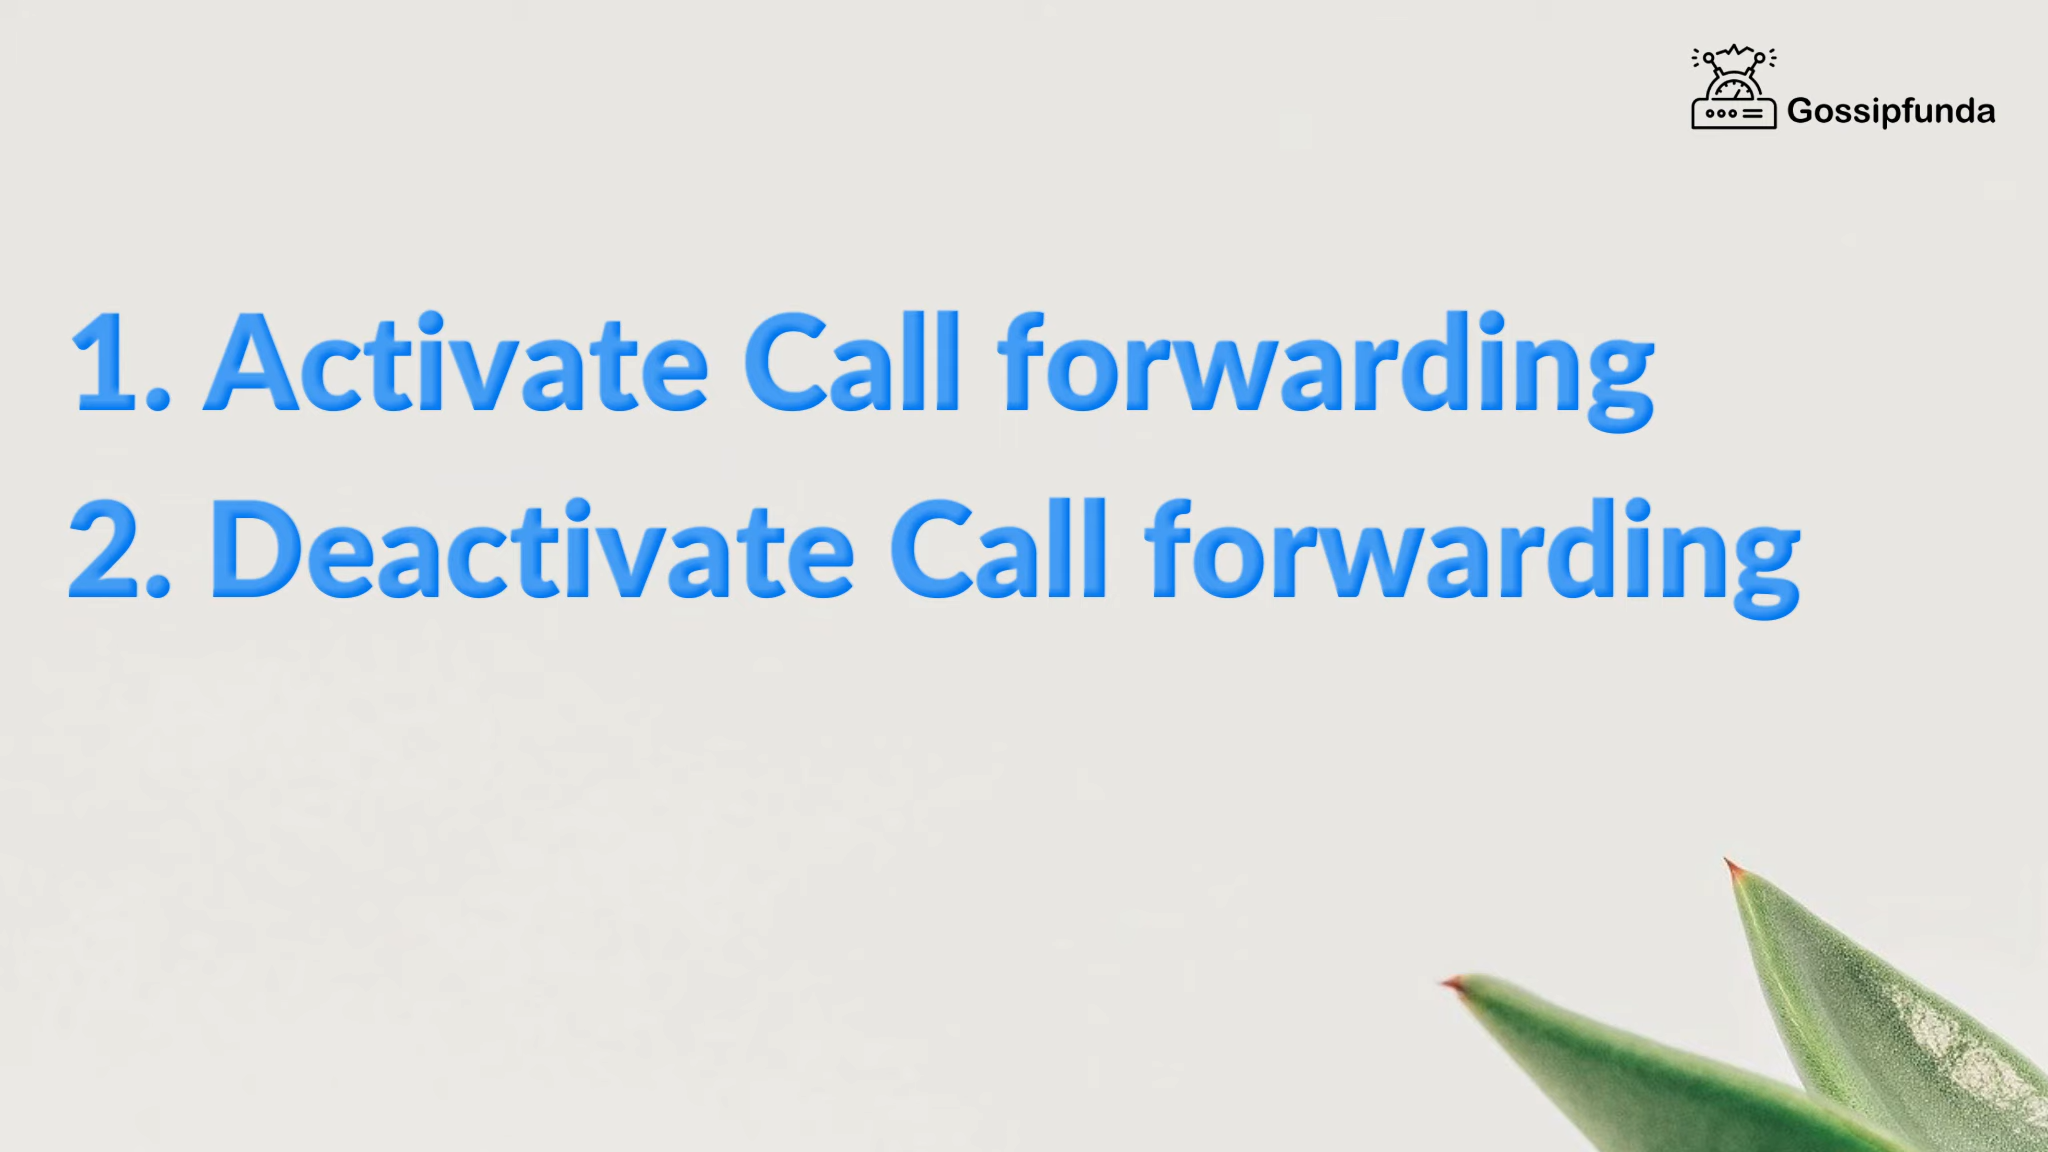 Gossipfunda
1. Activate Call forwarding
2. Deactivate Call forwarding